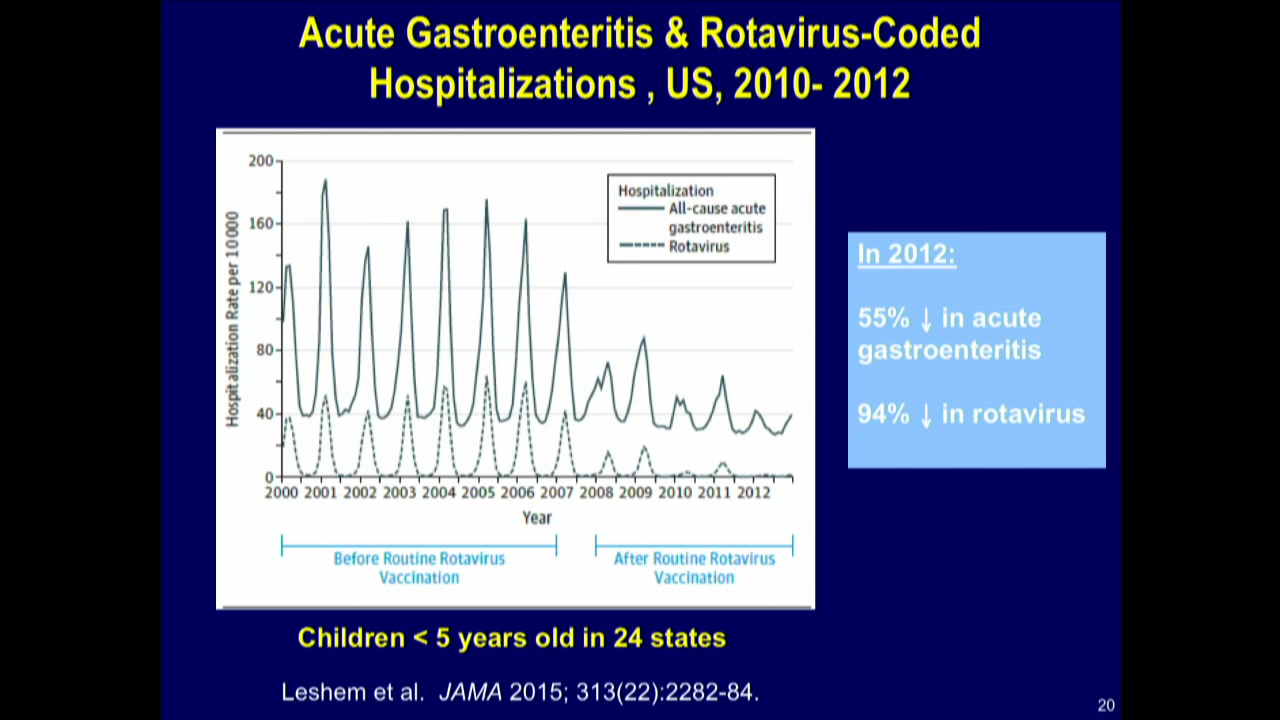 Acute Gastroenteritis & Rotavirus-Coded
Hospitalizations , US, 2010- 2012
200
160
120
80
40
0
Hospitalization Rate per 10 000
Hospitalization
All-cause acute
gastroenteritis
Rotavirus
2000 2001 2002 2003 2004 2005 2006 2007 2008 2009 2010 2011 2012
Year
Before Routine Rotavirus
Vaccination
After Routine Rotavirus
Vaccination
In 2012:
55% ↓ in acute
gastroenteritis
94% ↓ in rotavirus
Children < 5 years old in 24 states
Leshem et al. JAMA 2015; 313(22):2282-84.
20